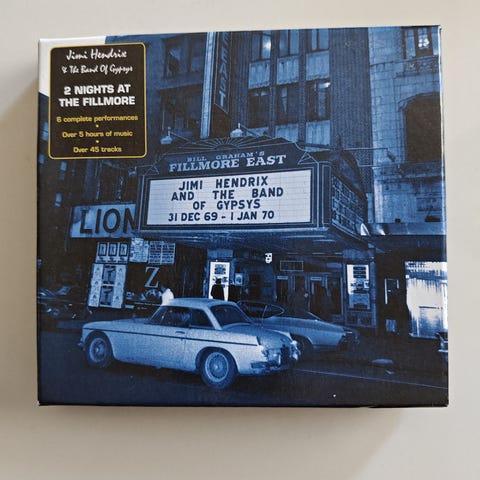 Jimi Hendrix
& The Band Of Gypsys
2 NIGHTS AT
THE FILLMORE
6 complete performances
Over 5 hours of music
Over 45 tracks
BILL GRAHAM'S
FILLMORE EAST
JIMI HENDRIX
AND THE BAND
OF GYPSYS
31 DEC 69 - 1 JAN 70
LION
Z